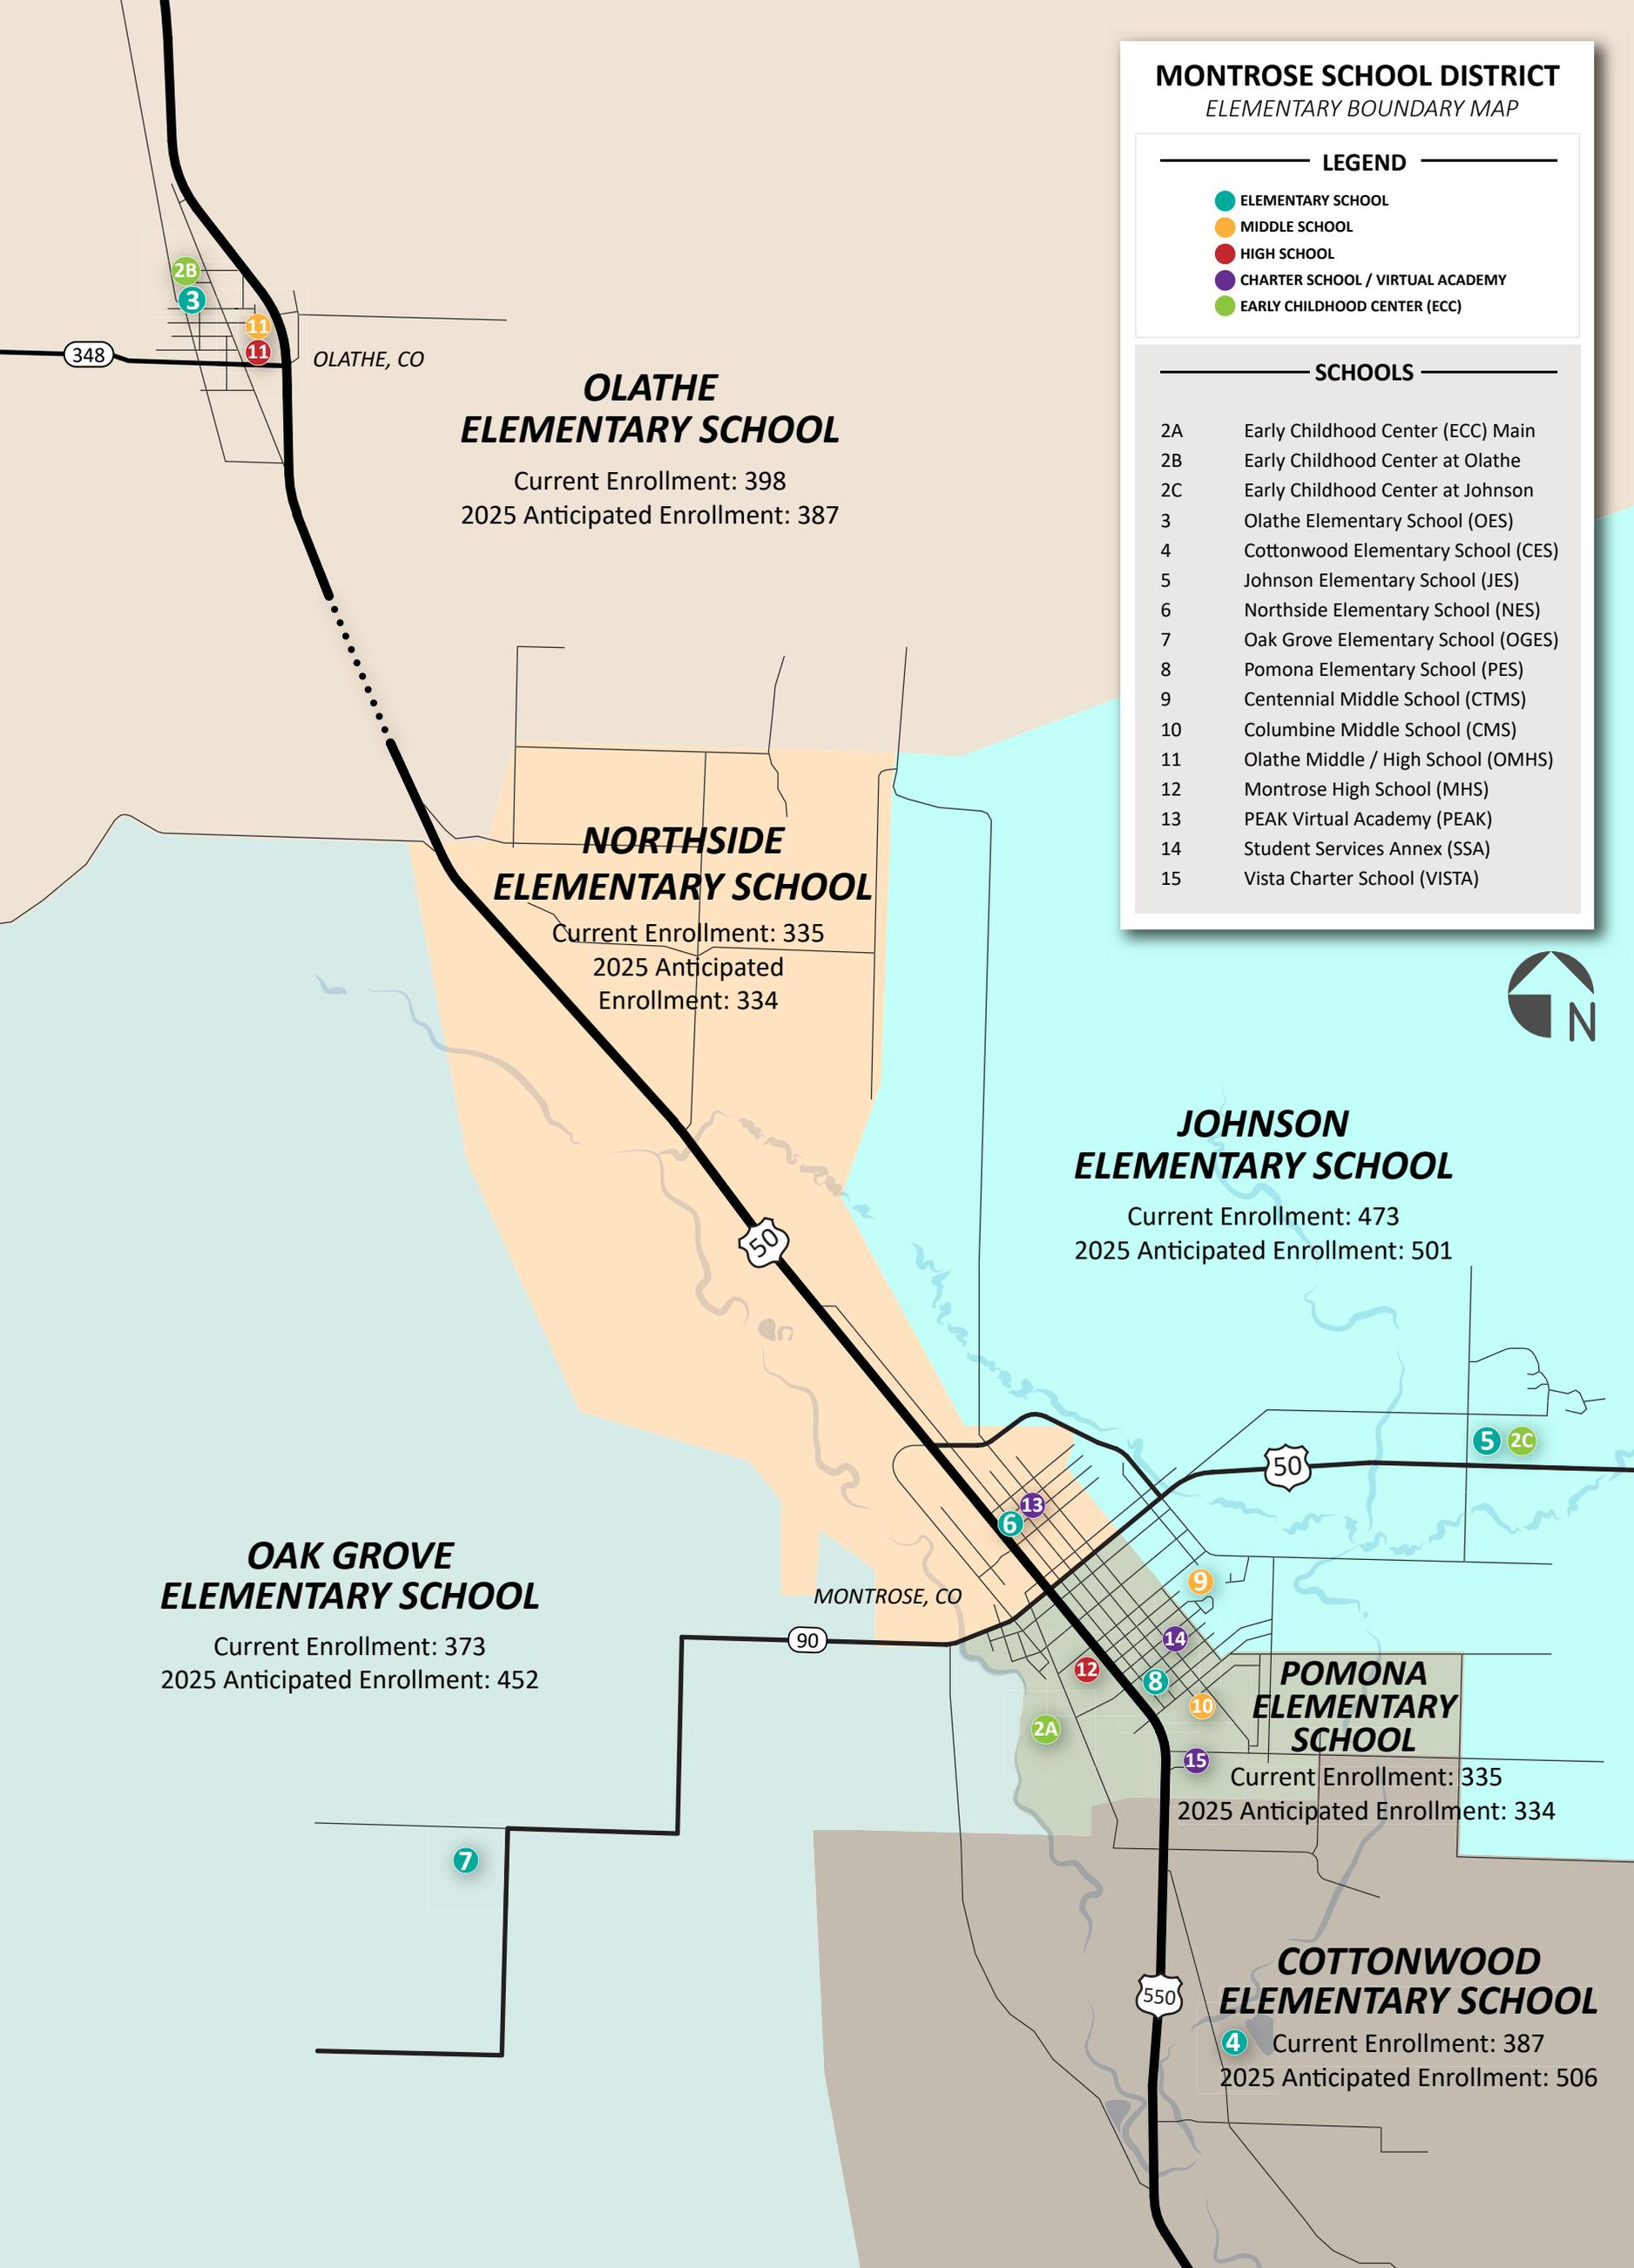 MONTROSE SCHOOL DISTRICT
ELEMENTARY BOUNDARY MAP
LEGEND
ELEMENTARY SCHOOL
MIDDLE SCHOOL
HIGH SCHOOL
CHARTER SCHOOL / VIRTUAL ACADEMY
EARLY CHILDHOOD CENTER (ECC)
SCHOOLS
2A Early Childhood Center (ECC) Main
2B Early Childhood Center at Olathe
2C Early Childhood Center at Johnson
3 Olathe Elementary School (OES)
4 Cottonwood Elementary School (CES)
5 Johnson Elementary School (JES)
6 Northside Elementary School (NES)
7 Oak Grove Elementary School (OGES)
8 Pomona Elementary School (PES)
9 Centennial Middle School (CTMS)
10 Columbine Middle School (CMS)
11 Olathe Middle / High School (OMHS)
12 Montrose High School (MHS)
13 PEAK Virtual Academy (PEAK)
14 Student Services Annex (SSA)
15 Vista Charter School (VISTA)
N
2B
3
11
11
348
OLATHE, CO
OLATHE
ELEMENTARY SCHOOL
Current Enrollment: 398
2025 Anticipated Enrollment: 387
NORTHSIDE
ELEMENTARY SCHOOL
Current Enrollment: 335
2025 Anticipated
Enrollment: 334
JOHNSON
ELEMENTARY SCHOOL
Current Enrollment: 473
2025 Anticipated Enrollment: 501
50
5
2C
50
13
6
OAK GROVE
ELEMENTARY SCHOOL
Current Enrollment: 373
2025 Anticipated Enrollment: 452
MONTROSE, CO
90
9
14
12
8
10
2A
15
POMONA
ELEMENTARY
SCHOOL
Current Enrollment: 335
2025 Anticipated Enrollment: 334
7
COTTONWOOD
ELEMENTARY SCHOOL
550
4
Current Enrollment: 387
2025 Anticipated Enrollment: 506